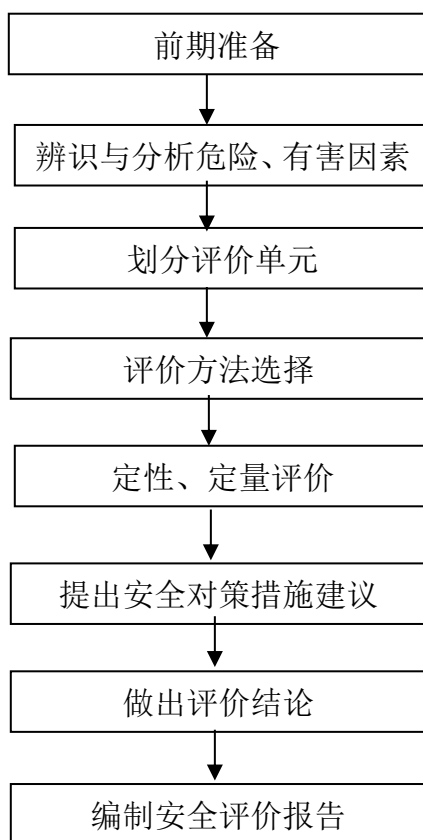 前期准备
辨识与分析危险、有害因素
划分评价单元
评价方法选择
定性、定量评价
提出安全对策措施建议
做出评价结论
编制安全评价报告